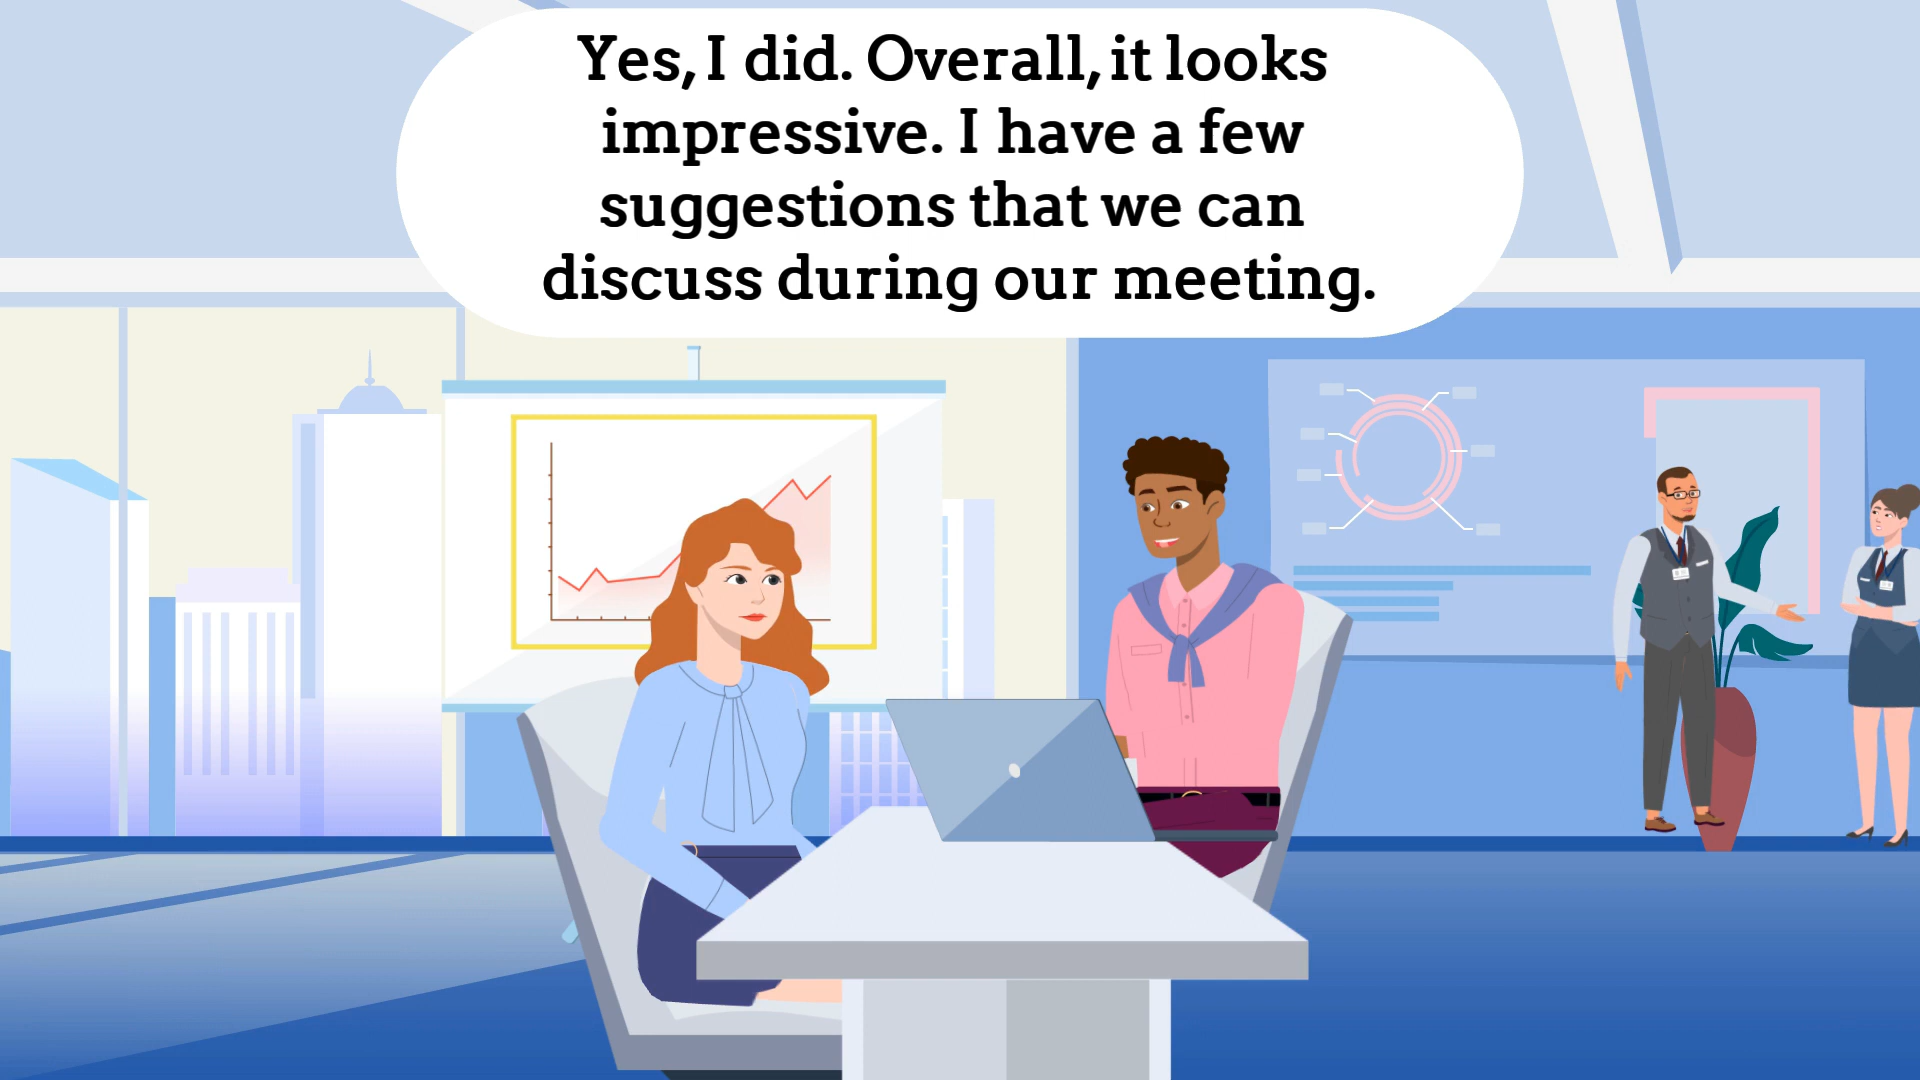 Yes, I did. Overall, it looks
impressive. I have a few
suggestions that we can
discuss during our meeting.